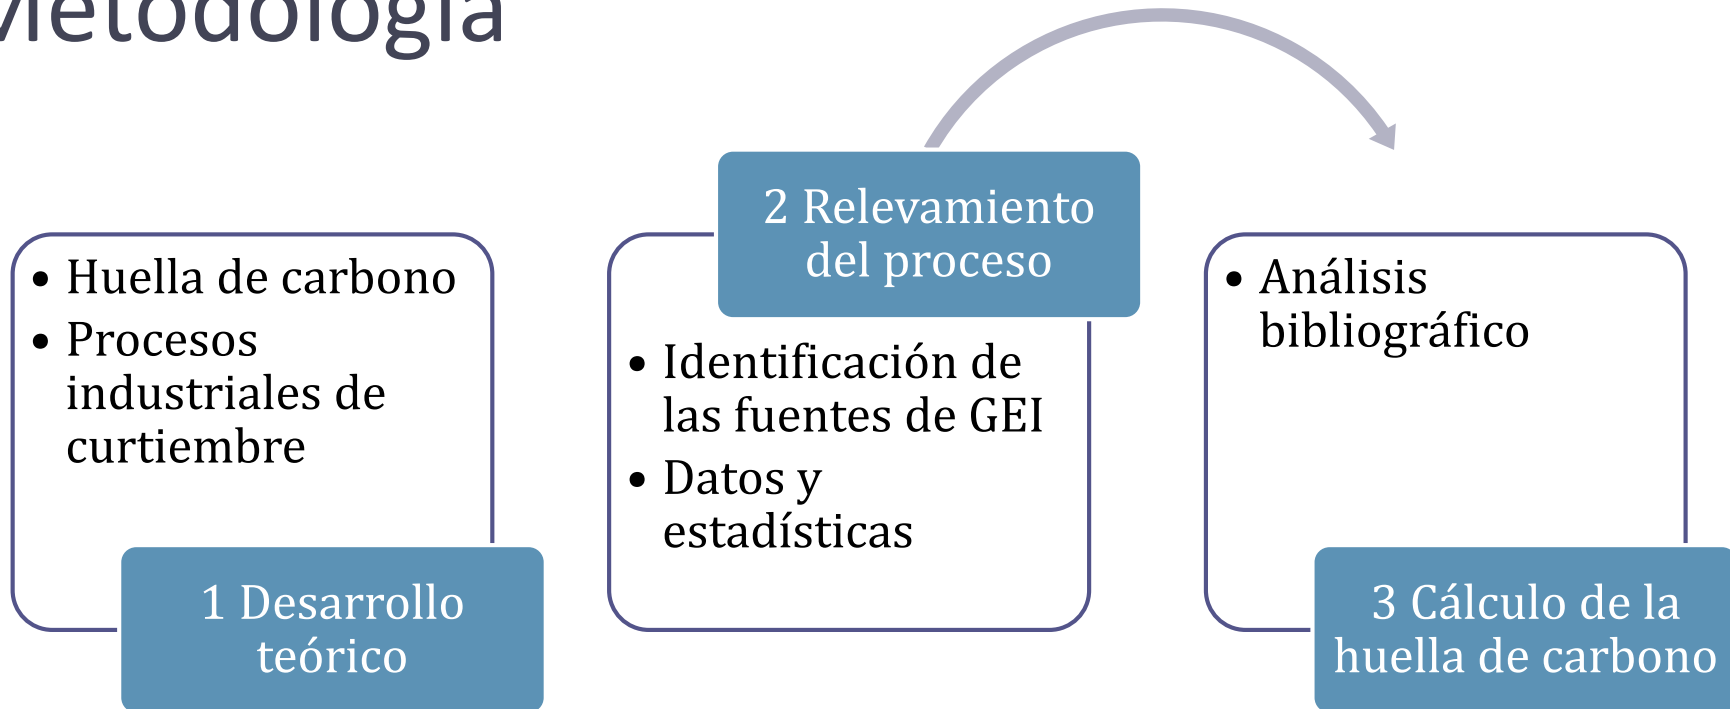 Metodología
• Huella de carbono
• Procesos
industriales de
curtiembre
1 Desarrollo
teórico
2 Relevamiento
del proceso
• Identificación de
las fuentes de GEI
• Datos y
estadísticas
• Análisis
bibliográfico
3 Cálculo de la
huella de carbono